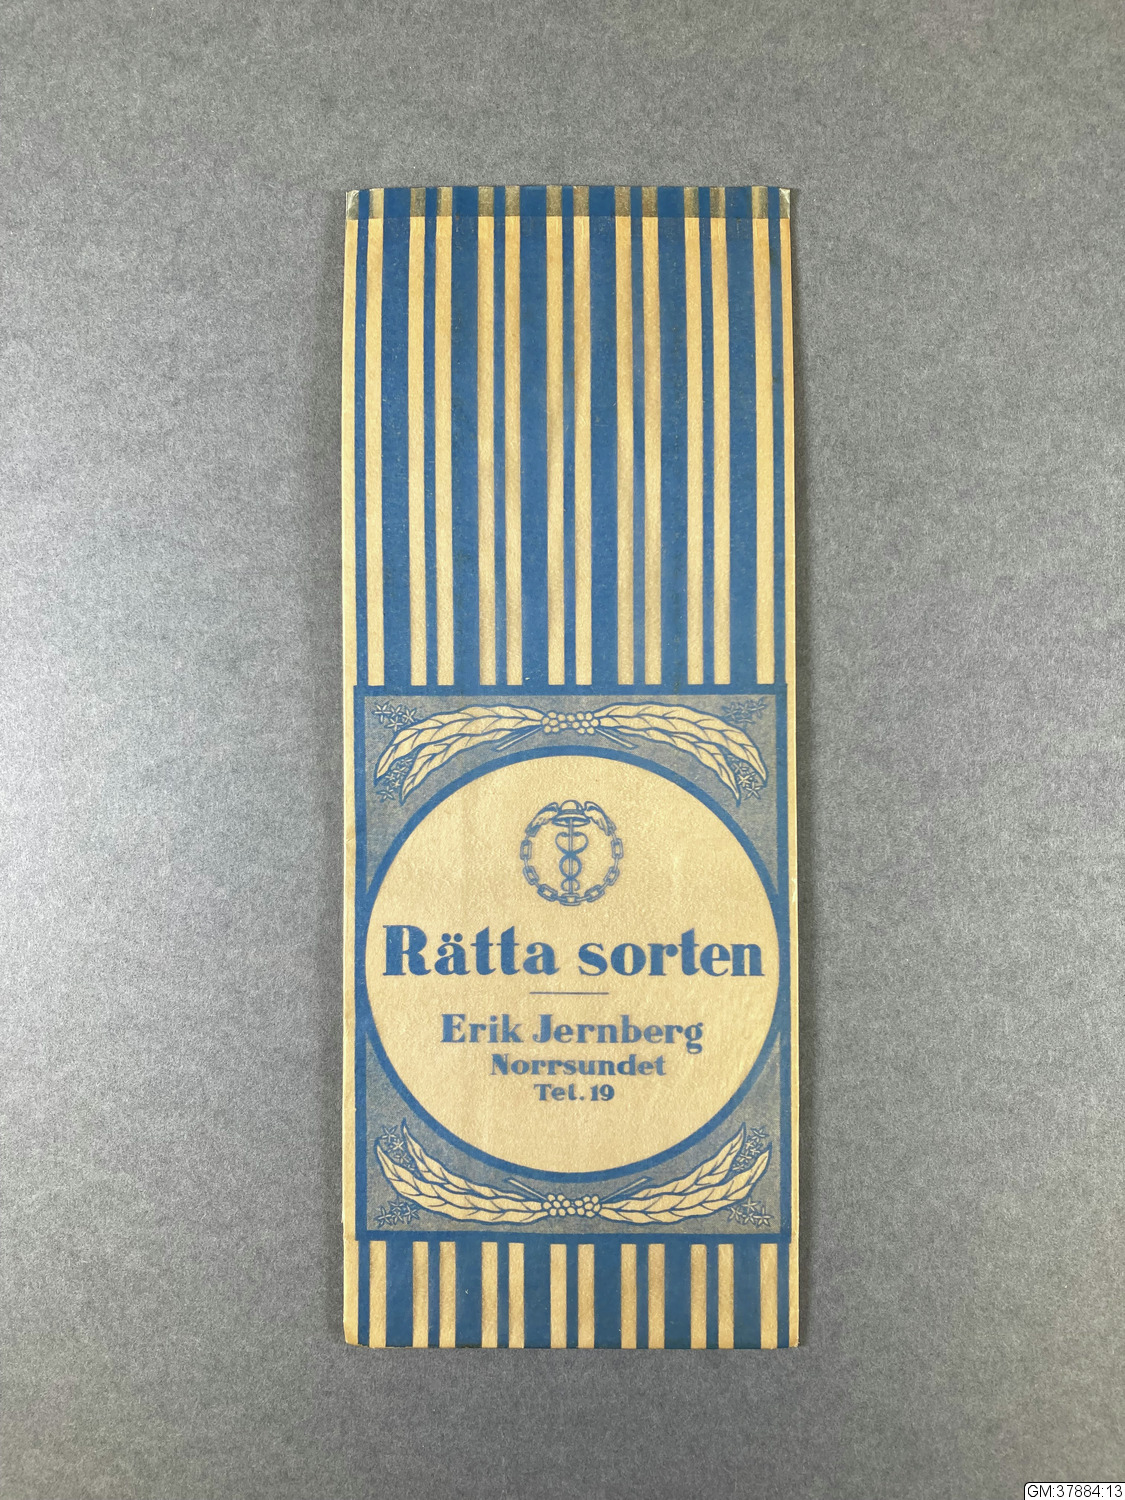 Rätta sorten
Erik Jernberg
Norrsundet
Tel. 19
GM:37884:13